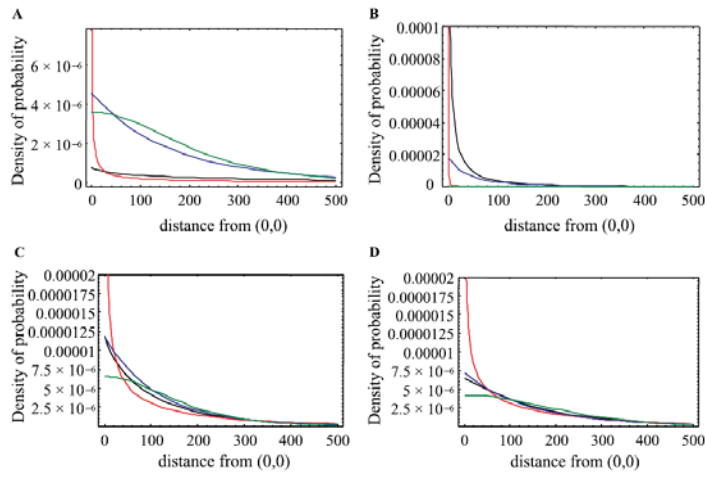 A
Density of probability
6 × 10⁻⁶
4 × 10⁻⁶
2 × 10⁻⁶
0
0 100 200 300 400 500
distance from (0,0)
B
Density of probability
0.0001
0.00008
0.00006
0.00004
0.00002
0
0 100 200 300 400 500
distance from (0,0)
C
Density of probability
0.00002
0.0000175
0.000015
0.0000125
0.00001
7.5 × 10⁻⁶
5 × 10⁻⁶
2.5 × 10⁻⁶
0 100 200 300 400 500
distance from (0,0)
D
Density of probability
0.00002
0.0000175
0.000015
0.0000125
0.00001
7.5 × 10⁻⁶
5 × 10⁻⁶
2.5 × 10⁻⁶
0 100 200 300 400 500
distance from (0,0)